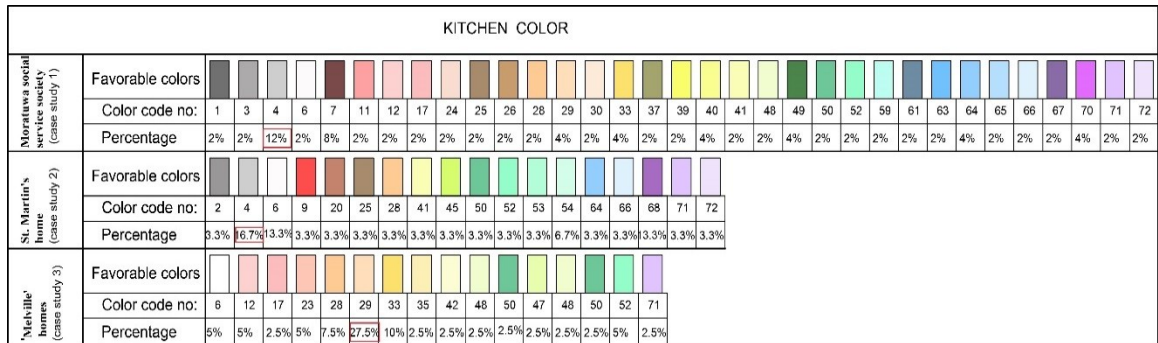 KITCHEN COLOR
Moratuwa social
service society
(case study 1)
Favorable colors
Color code no: 1 3 4 6 7 11 12 17 24 25 26 28 29 30 33 37 39 40 41 48 49 50 52 59 61 63 64 65 66 67 70 71 72
Percentage 2% 2% 12% 2% 8% 2% 2% 2% 2% 2% 2% 2% 4% 2% 4% 2% 2% 2% 2% 2% 4% 2% 2% 2% 2% 2% 4% 2% 2% 2% 4% 2% 2%
St. Martin's
home
(case study 2)
Favorable colors
Color code no: 2 4 6 9 20 25 28 41 45 50 52 53 54 64 66 68 71 72
Percentage 3.3% 16.7% 13.3% 3.3% 3.3% 3.3% 3.3% 3.3% 3.3% 3.3% 3.3% 3.3% 6.7% 3.3% 3.3% 13.3% 3.3% 3.3%
'Melville'
homes
(case study 3)
Favorable colors
Color code no: 6 12 17 23 28 29 33 35 42 48 50 47 48 50 52 71
Percentage 5% 5% 2.5% 5% 7.5% 27.5% 10% 2.5% 2.5% 2.5% 2.5% 2.5% 2.5% 2.5% 5% 2.5%